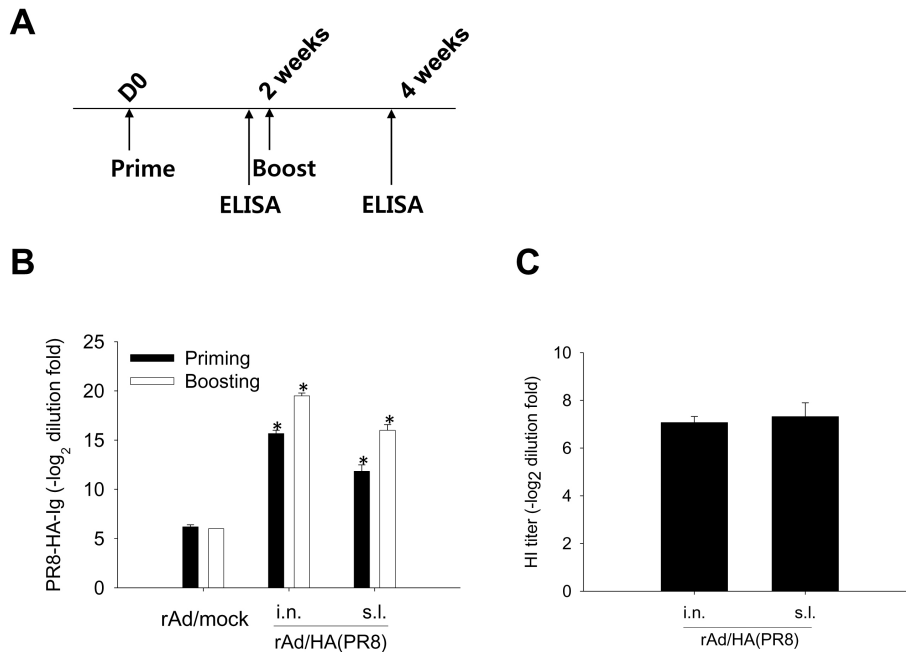 A
D0
2 weeks
4 weeks
Prime
Boost
ELISA
ELISA
B
PR8-HA-Ig (-log2 dilution fold)
25
20
15
10
5
0
Priming
Boosting
* * * *
rAd/mock
i.n. s.l.
rAd/HA(PR8)
C
HI titer (-log2 dilution fold)
10
8
6
4
2
0
i.n. s.l.
rAd/HA(PR8)